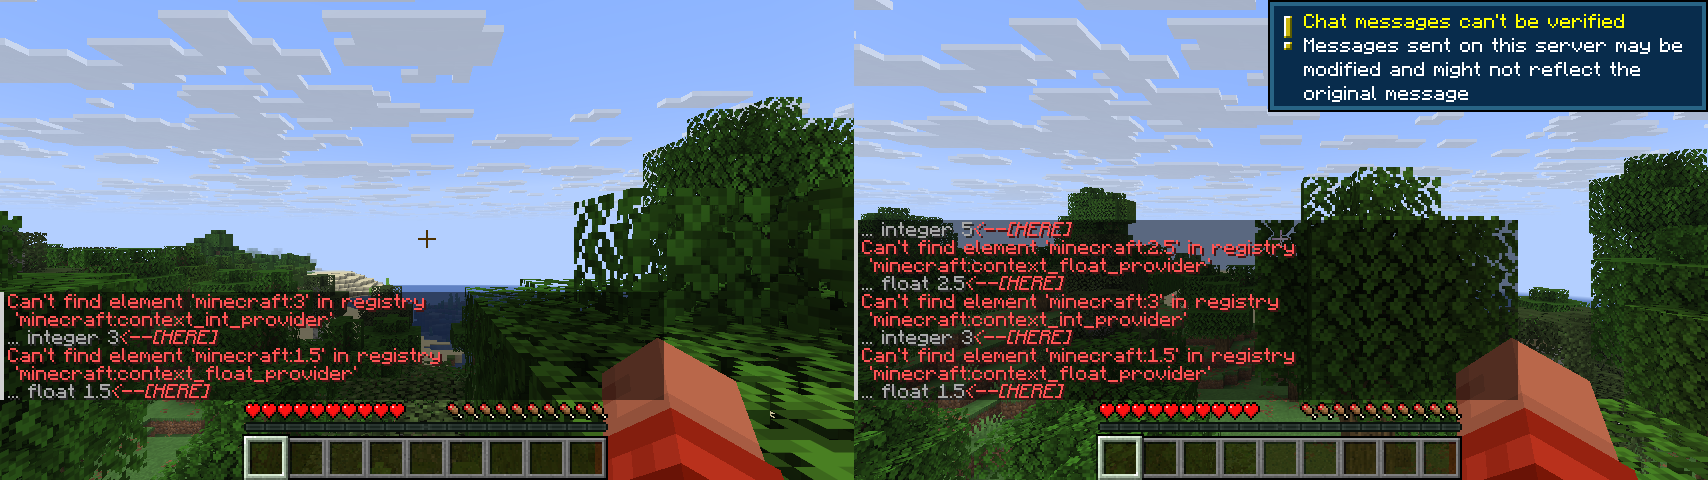 Can't find element 'minecraft:3' in registry
'minecraft:context_int_provider'
... integer 3<--[HERE]
Can't find element 'minecraft:1.5' in registry
'minecraft:context_float_provider'
... float 1.5<--[HERE]
Chat messages can't be verified
Messages sent on this server may be
modified and might not reflect the
original message
... integer 5<--[HERE]
Can't find element 'minecraft:2.5' in registry
'minecraft:context_float_provider'
... float 2.5<--[HERE]
Can't find element 'minecraft:3' in registry
'minecraft:context_int_provider'
... integer 3<--[HERE]
Can't find element 'minecraft:1.5' in registry
'minecraft:context_float_provider'
... float 1.5<--[HERE]